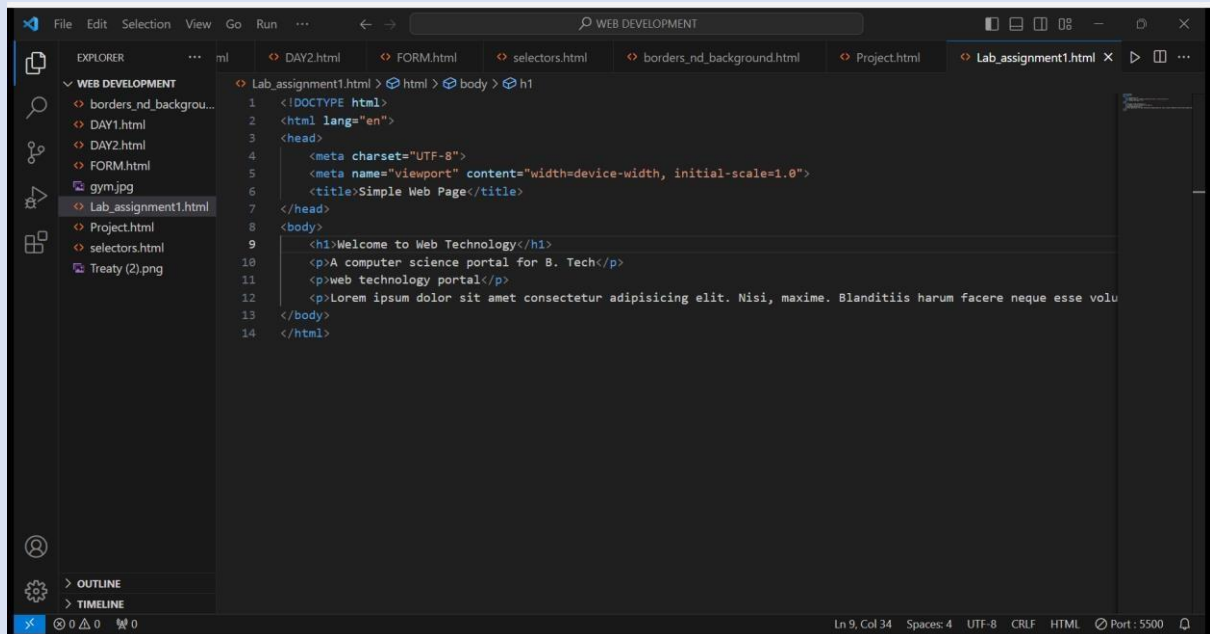 File Edit Selection View Go Run ··· ← → WEB DEVELOPMENT
EXPLORER ··· ml DAY2.html FORM.html selectors.html borders_nd_background.html Project.html Lab_assignment1.html ···
WEB DEVELOPMENT
borders_nd_backgrou...
DAY1.html
DAY2.html
FORM.html
gym.jpg
Lab_assignment1.html
Project.html
selectors.html
Treaty (2).png
OUTLINE
TIMELINE
Lab_assignment1.html > html > body > h1
1 <!DOCTYPE html>
2 <html lang="en">
3 <head>
4 <meta charset="UTF-8">
5 <meta name="viewport" content="width=device-width, initial-scale=1.0">
6 <title>Simple Web Page</title>
7 </head>
8 <body>
9 <h1>Welcome to Web Technology</h1>
10 <p>A computer science portal for B. Tech</p>
11 <p>web technology portal</p>
12 <p>Lorem ipsum dolor sit amet consectetur adipisicing elit. Nisi, maxime. Blanditiis harum facere neque esse volu
13 </body>
14 </html>
0 0 0 Ln 9, Col 34 Spaces: 4 UTF-8 CRLF HTML Port : 5500